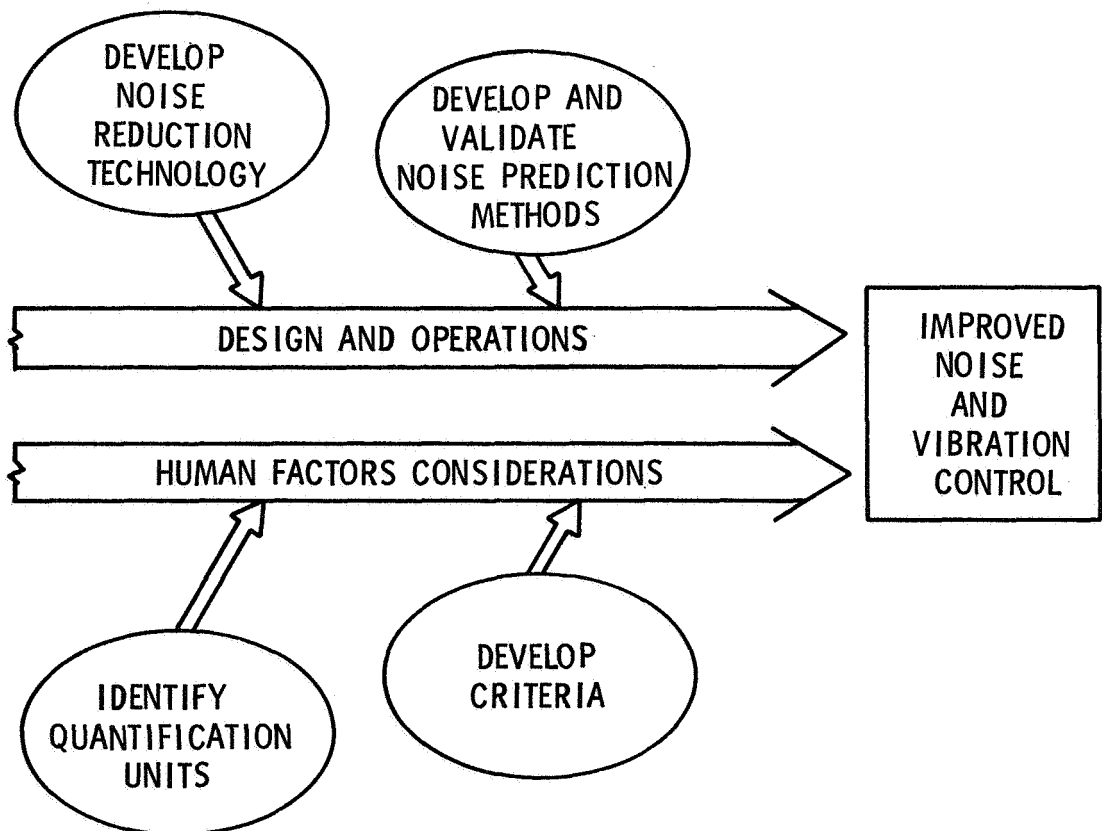 DEVELOP
NOISE
REDUCTION
TECHNOLOGY
DEVELOP AND
VALIDATE
NOISE PREDICTION
METHODS
DESIGN AND OPERATIONS
HUMAN FACTORS CONSIDERATIONS
IMPROVED
NOISE
AND
VIBRATION
CONTROL
IDENTIFY
QUANTIFICATION
UNITS
DEVELOP
CRITERIA